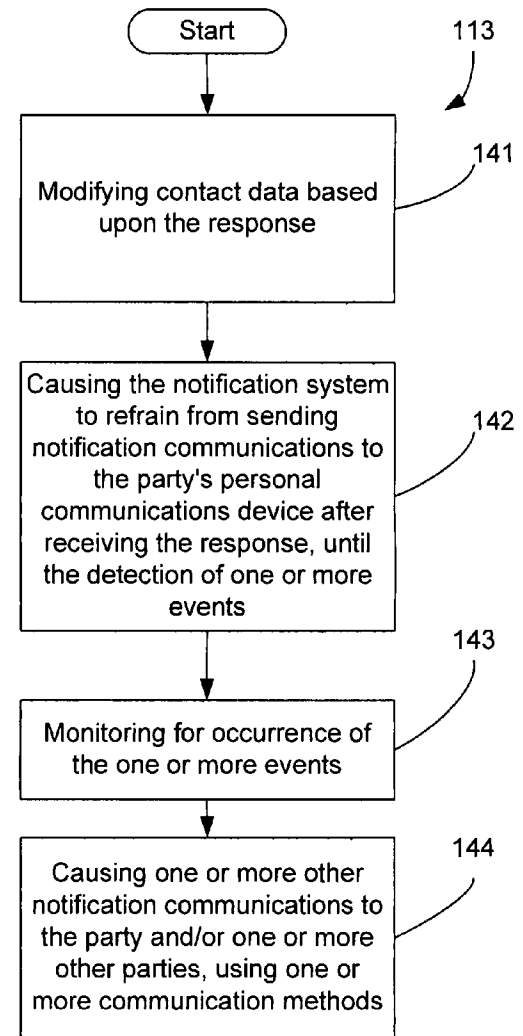 Start
113
141
Modifying contact data based
upon the response
Causing the notification system
to refrain from sending
notification communications to
the party's personal
communications device after
receiving the response, until
the detection of one or more
events
142
143
Monitoring for occurrence of
the one or more events
144
Causing one or more other
notification communications to
the party and/or one or more
other parties, using one or
more communication methods